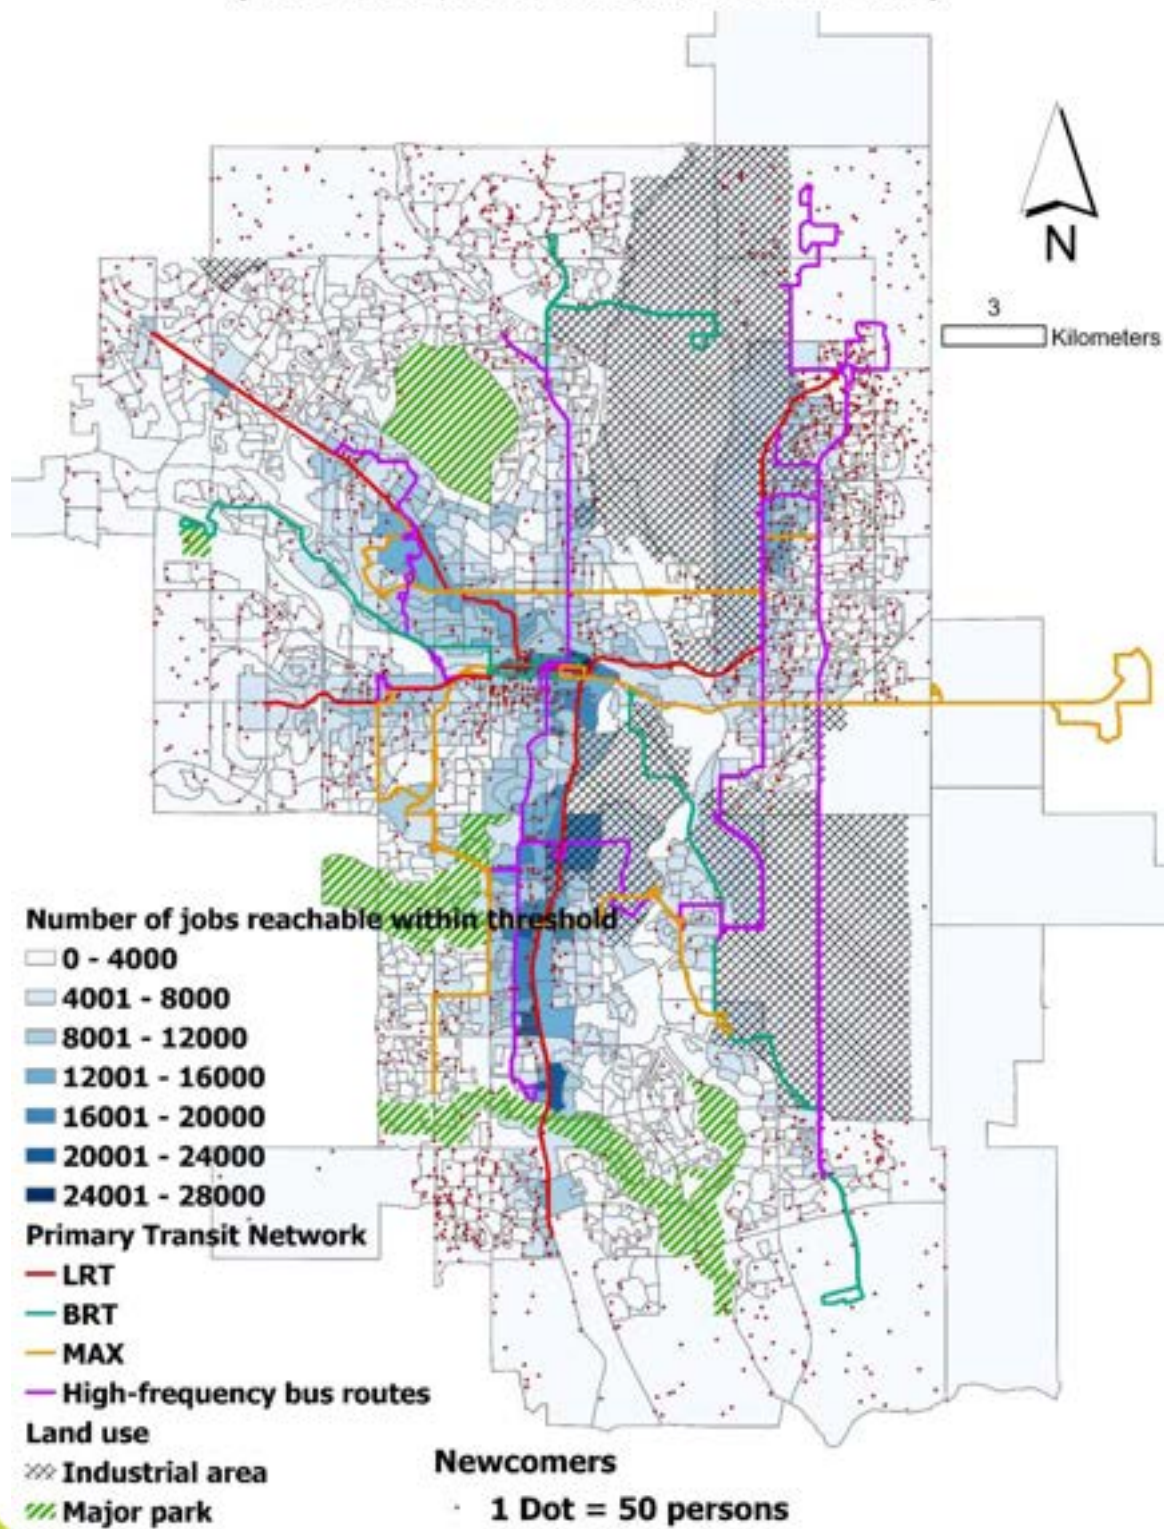 N
3
Kilometers
Number of jobs reachable within threshold
0 - 4000
4001 - 8000
8001 - 12000
12001 - 16000
16001 - 20000
20001 - 24000
24001 - 28000
Primary Transit Network
LRT
BRT
MAX
High-frequency bus routes
Land use
Industrial area
Major park
Newcomers
1 Dot = 50 persons